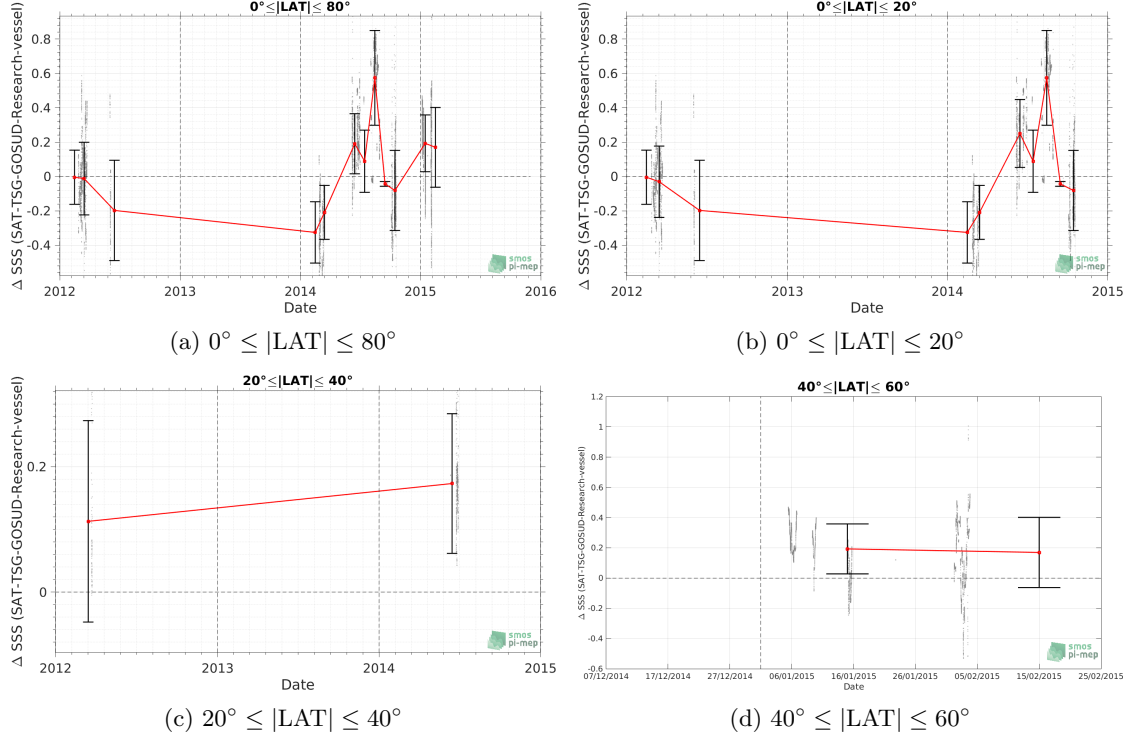 0°≤|LAT|≤ 80°
Δ SSS (SAT-TSG-GOSUD-Research-vessel)
0.8
0.6
0.4
0.2
0
-0.2
-0.4
2012
2013
2014
2015
2016
Date
smos
pi-mep
(a) 0° ≤ |LAT| ≤ 80°
0°≤|LAT|≤ 20°
Δ SSS (SAT-TSG-GOSUD-Research-vessel)
0.8
0.6
0.4
0.2
0
-0.2
-0.4
2012
2013
2014
2015
Date
smos
pi-mep
(b) 0° ≤ |LAT| ≤ 20°
20°≤|LAT|≤ 40°
Δ SSS (SAT-TSG-GOSUD-Research-vessel)
0.2
0
2012
2013
2014
2015
Date
smos
pi-mep
(c) 20° ≤ |LAT| ≤ 40°
40°≤|LAT|≤ 60°
Δ SSS (SAT-TSG-GOSUD-Research-vessel)
1.2
1
0.8
0.6
0.4
0.2
0
-0.2
-0.4
-0.6
07/12/2014
17/12/2014
27/12/2014
06/01/2015
16/01/2015
26/01/2015
05/02/2015
15/02/2015
25/02/2015
Date
smos
pi-mep
(d) 40° ≤ |LAT| ≤ 60°